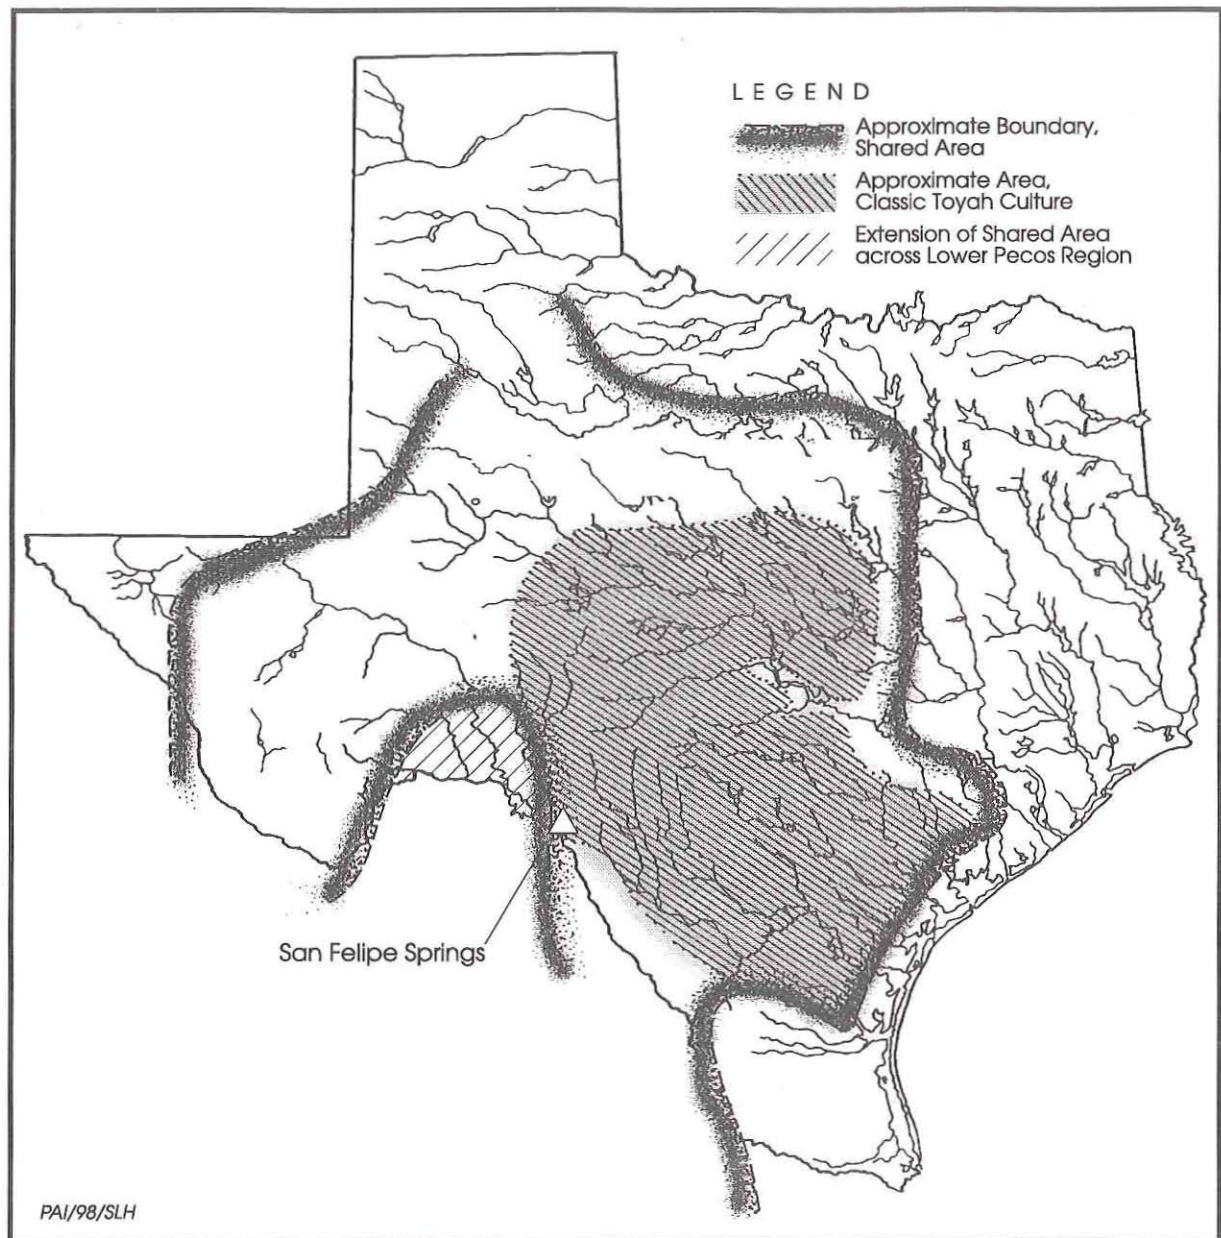 LEGEND
Approximate Boundary,
Shared Area
Approximate Area,
Classic Toyah Culture
Extension of Shared Area
across Lower Pecos Region
San Felipe Springs
PAI/98/SLH